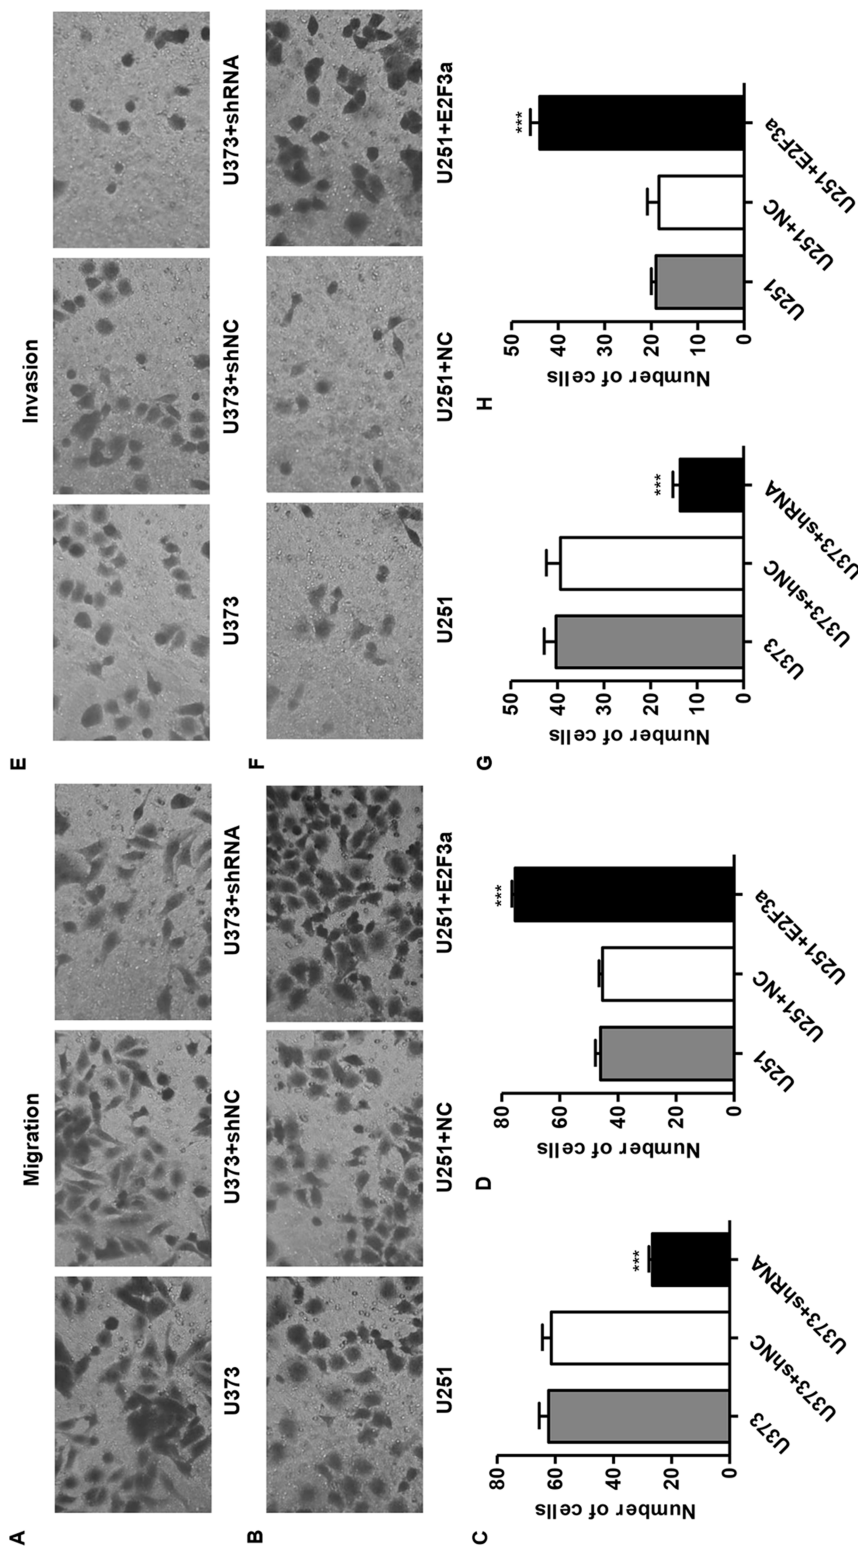 Migration
Invasion
A
U373
U373+shNC
U373+shRNA
E
U373
U373+shNC
U373+shRNA
B
U251
U251+NC
U251+E2F3a
F
U251
U251+NC
U251+E2F3a
C
Number of cells
80
60
40
20
0
***
U373
U373+shNC
U373+shRNA
D
Number of cells
80
60
40
20
0
***
U251
U251+NC
U251+E2F3a
G
Number of cells
50
40
30
20
10
0
***
U373
U373+shNC
U373+shRNA
H
Number of cells
50
40
30
20
10
0
***
U251
U251+NC
U251+E2F3a